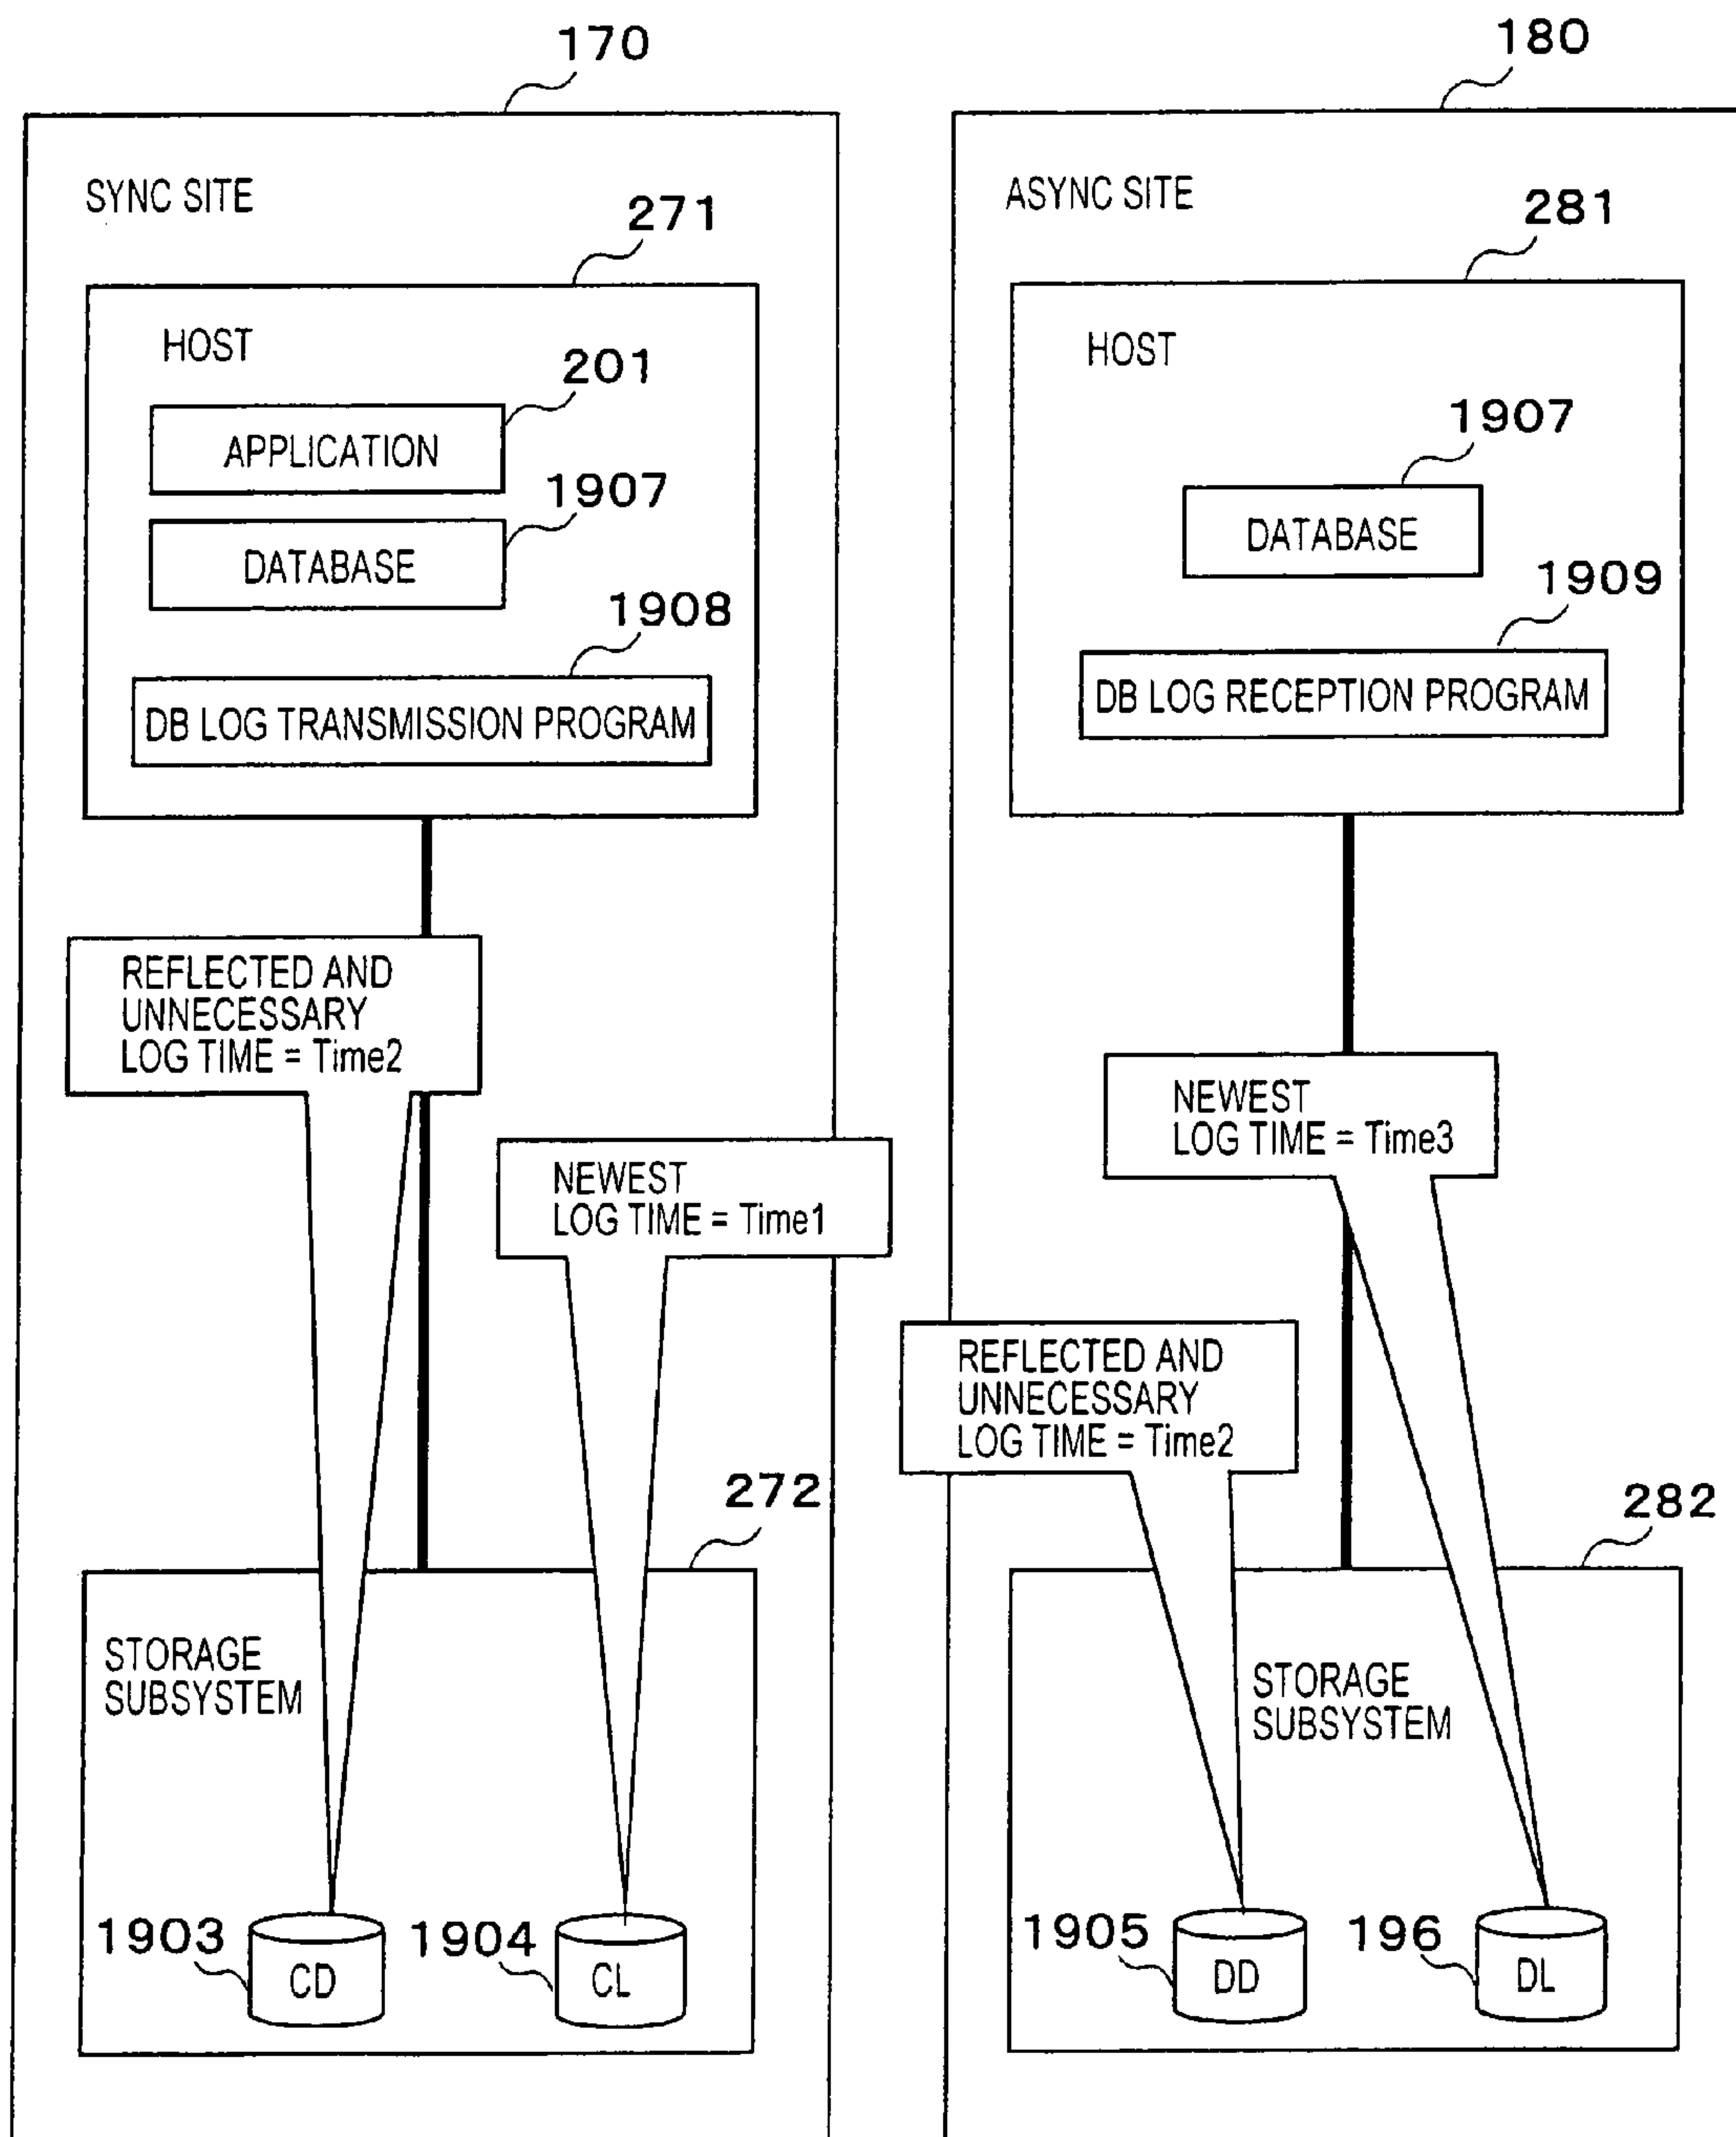 170
180
SYNC SITE
ASYNC SITE
271
281
HOST
HOST
201
APPLICATION
1907
1907
DATABASE
DATABASE
1908
1909
DB LOG TRANSMISSION PROGRAM
DB LOG RECEPTION PROGRAM
REFLECTED AND
UNNECESSARY
LOG TIME = Time2
NEWEST
LOG TIME = Time1
NEWEST
LOG TIME = Time3
REFLECTED AND
UNNECESSARY
LOG TIME = Time2
272
282
STORAGE
SUBSYSTEM
STORAGE
SUBSYSTEM
1903
CD
1904
CL
1905
DD
196
DL